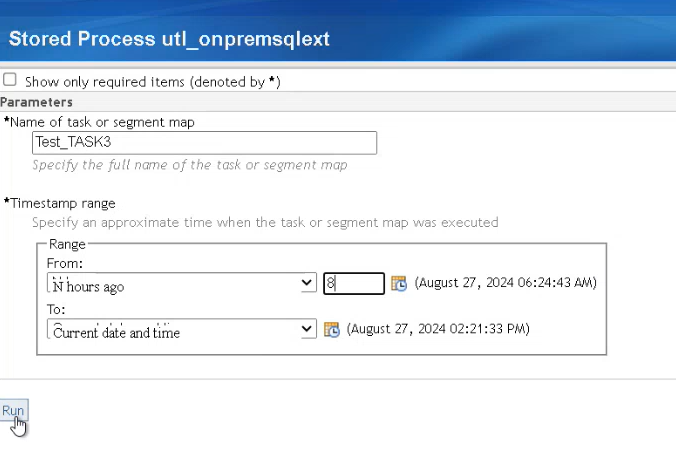 Stored Process utl_onpremsqlext
Show only required items (denoted by *)
Parameters
*Name of task or segment map
Test_TASK3
Specify the full name of the task or segment map
*Timestamp range
Specify an approximate time when the task or segment map was executed
Range
From:
N hours ago 8 (August 27, 2024 06:24:43 AM)
To:
Current date and time (August 27, 2024 02:21:33 PM)
Run